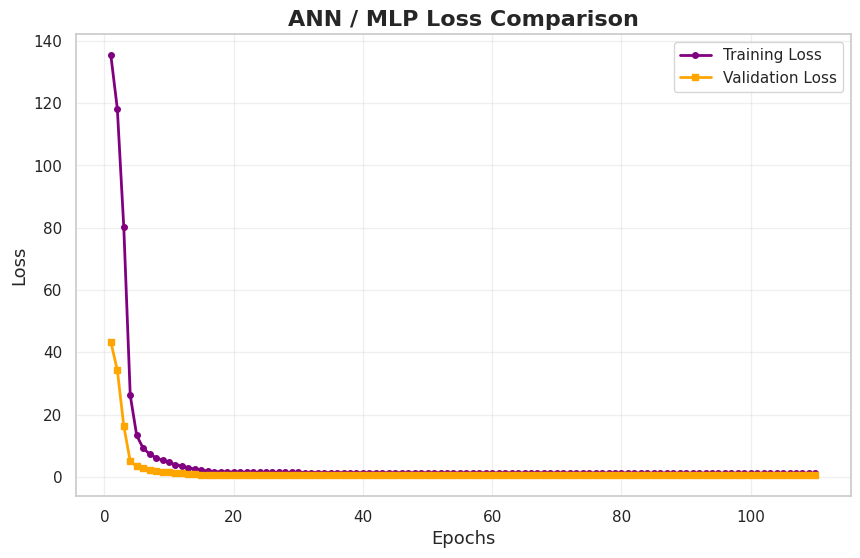 ANN / MLP Loss Comparison
Training Loss
Validation Loss
140
120
100
80
60
40
20
0
Loss
0 20 40 60 80 100
Epochs